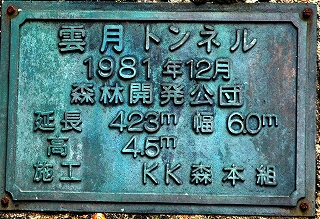 雲月トンネル
1981年12月
森林開発公団
延長 423m 幅 6.0m
高 4.5m
施工 KK森本組